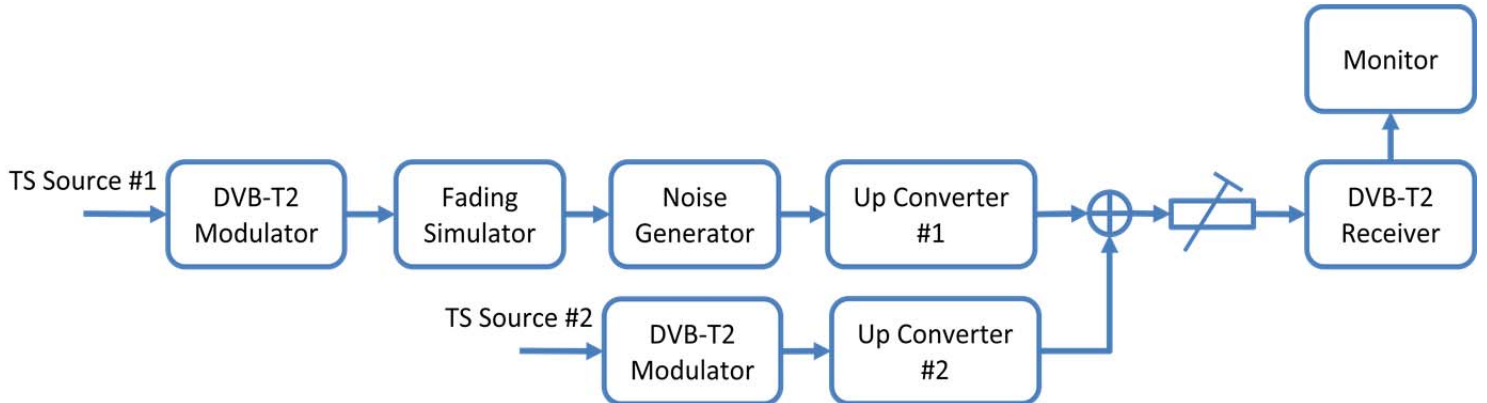 Monitor
TS Source #1
DVB-T2
Modulator
Fading
Simulator
Noise
Generator
Up Converter
#1
DVB-T2
Receiver
TS Source #2
DVB-T2
Modulator
Up Converter
#2